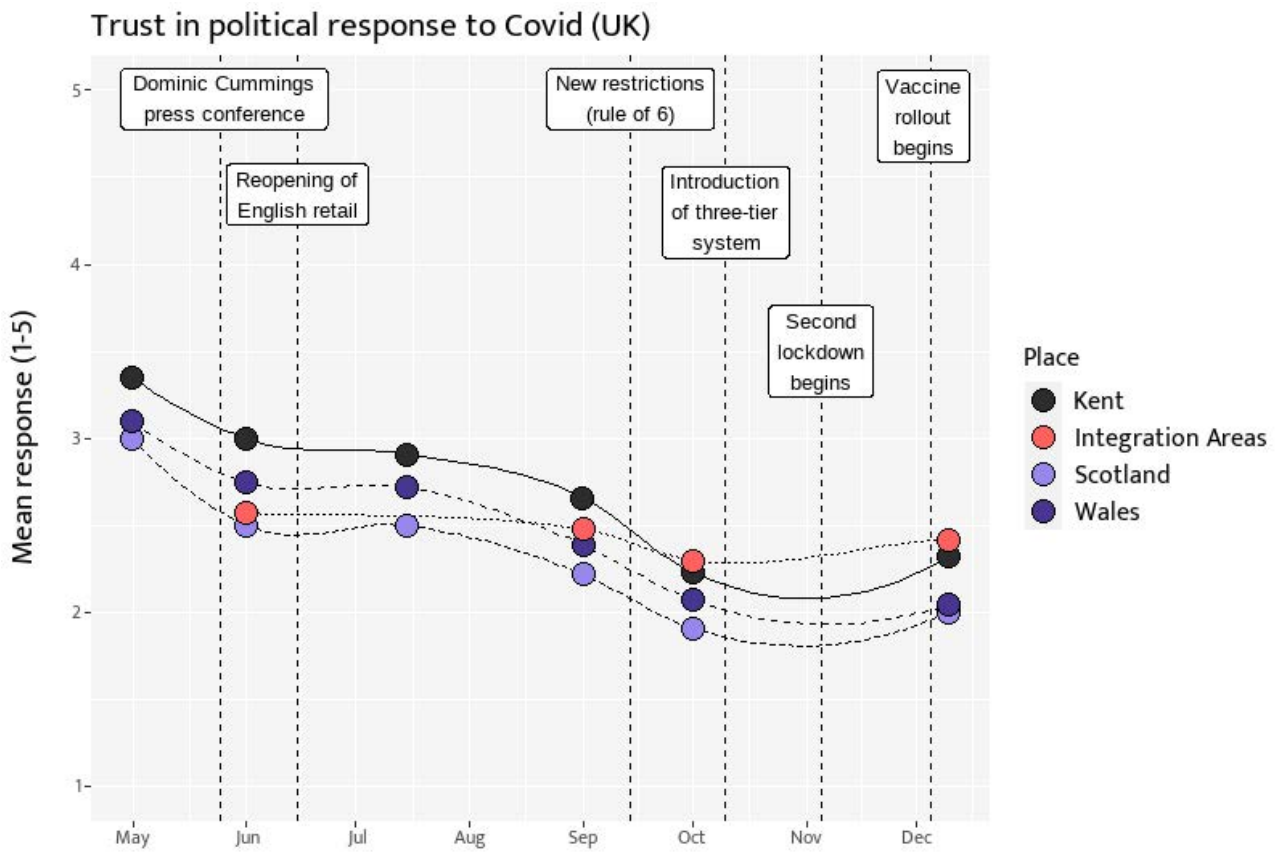 Trust in political response to Covid (UK)
Dominic Cummings
press conference
New restrictions
(rule of 6)
Vaccine
rollout
begins
Reopening of
English retail
Introduction
of three-tier
system
Second
lockdown
begins
Mean response (1-5)
5
4
3
2
1
May Jun Jul Aug Sep Oct Nov Dec
Place
Kent
Integration Areas
Scotland
Wales